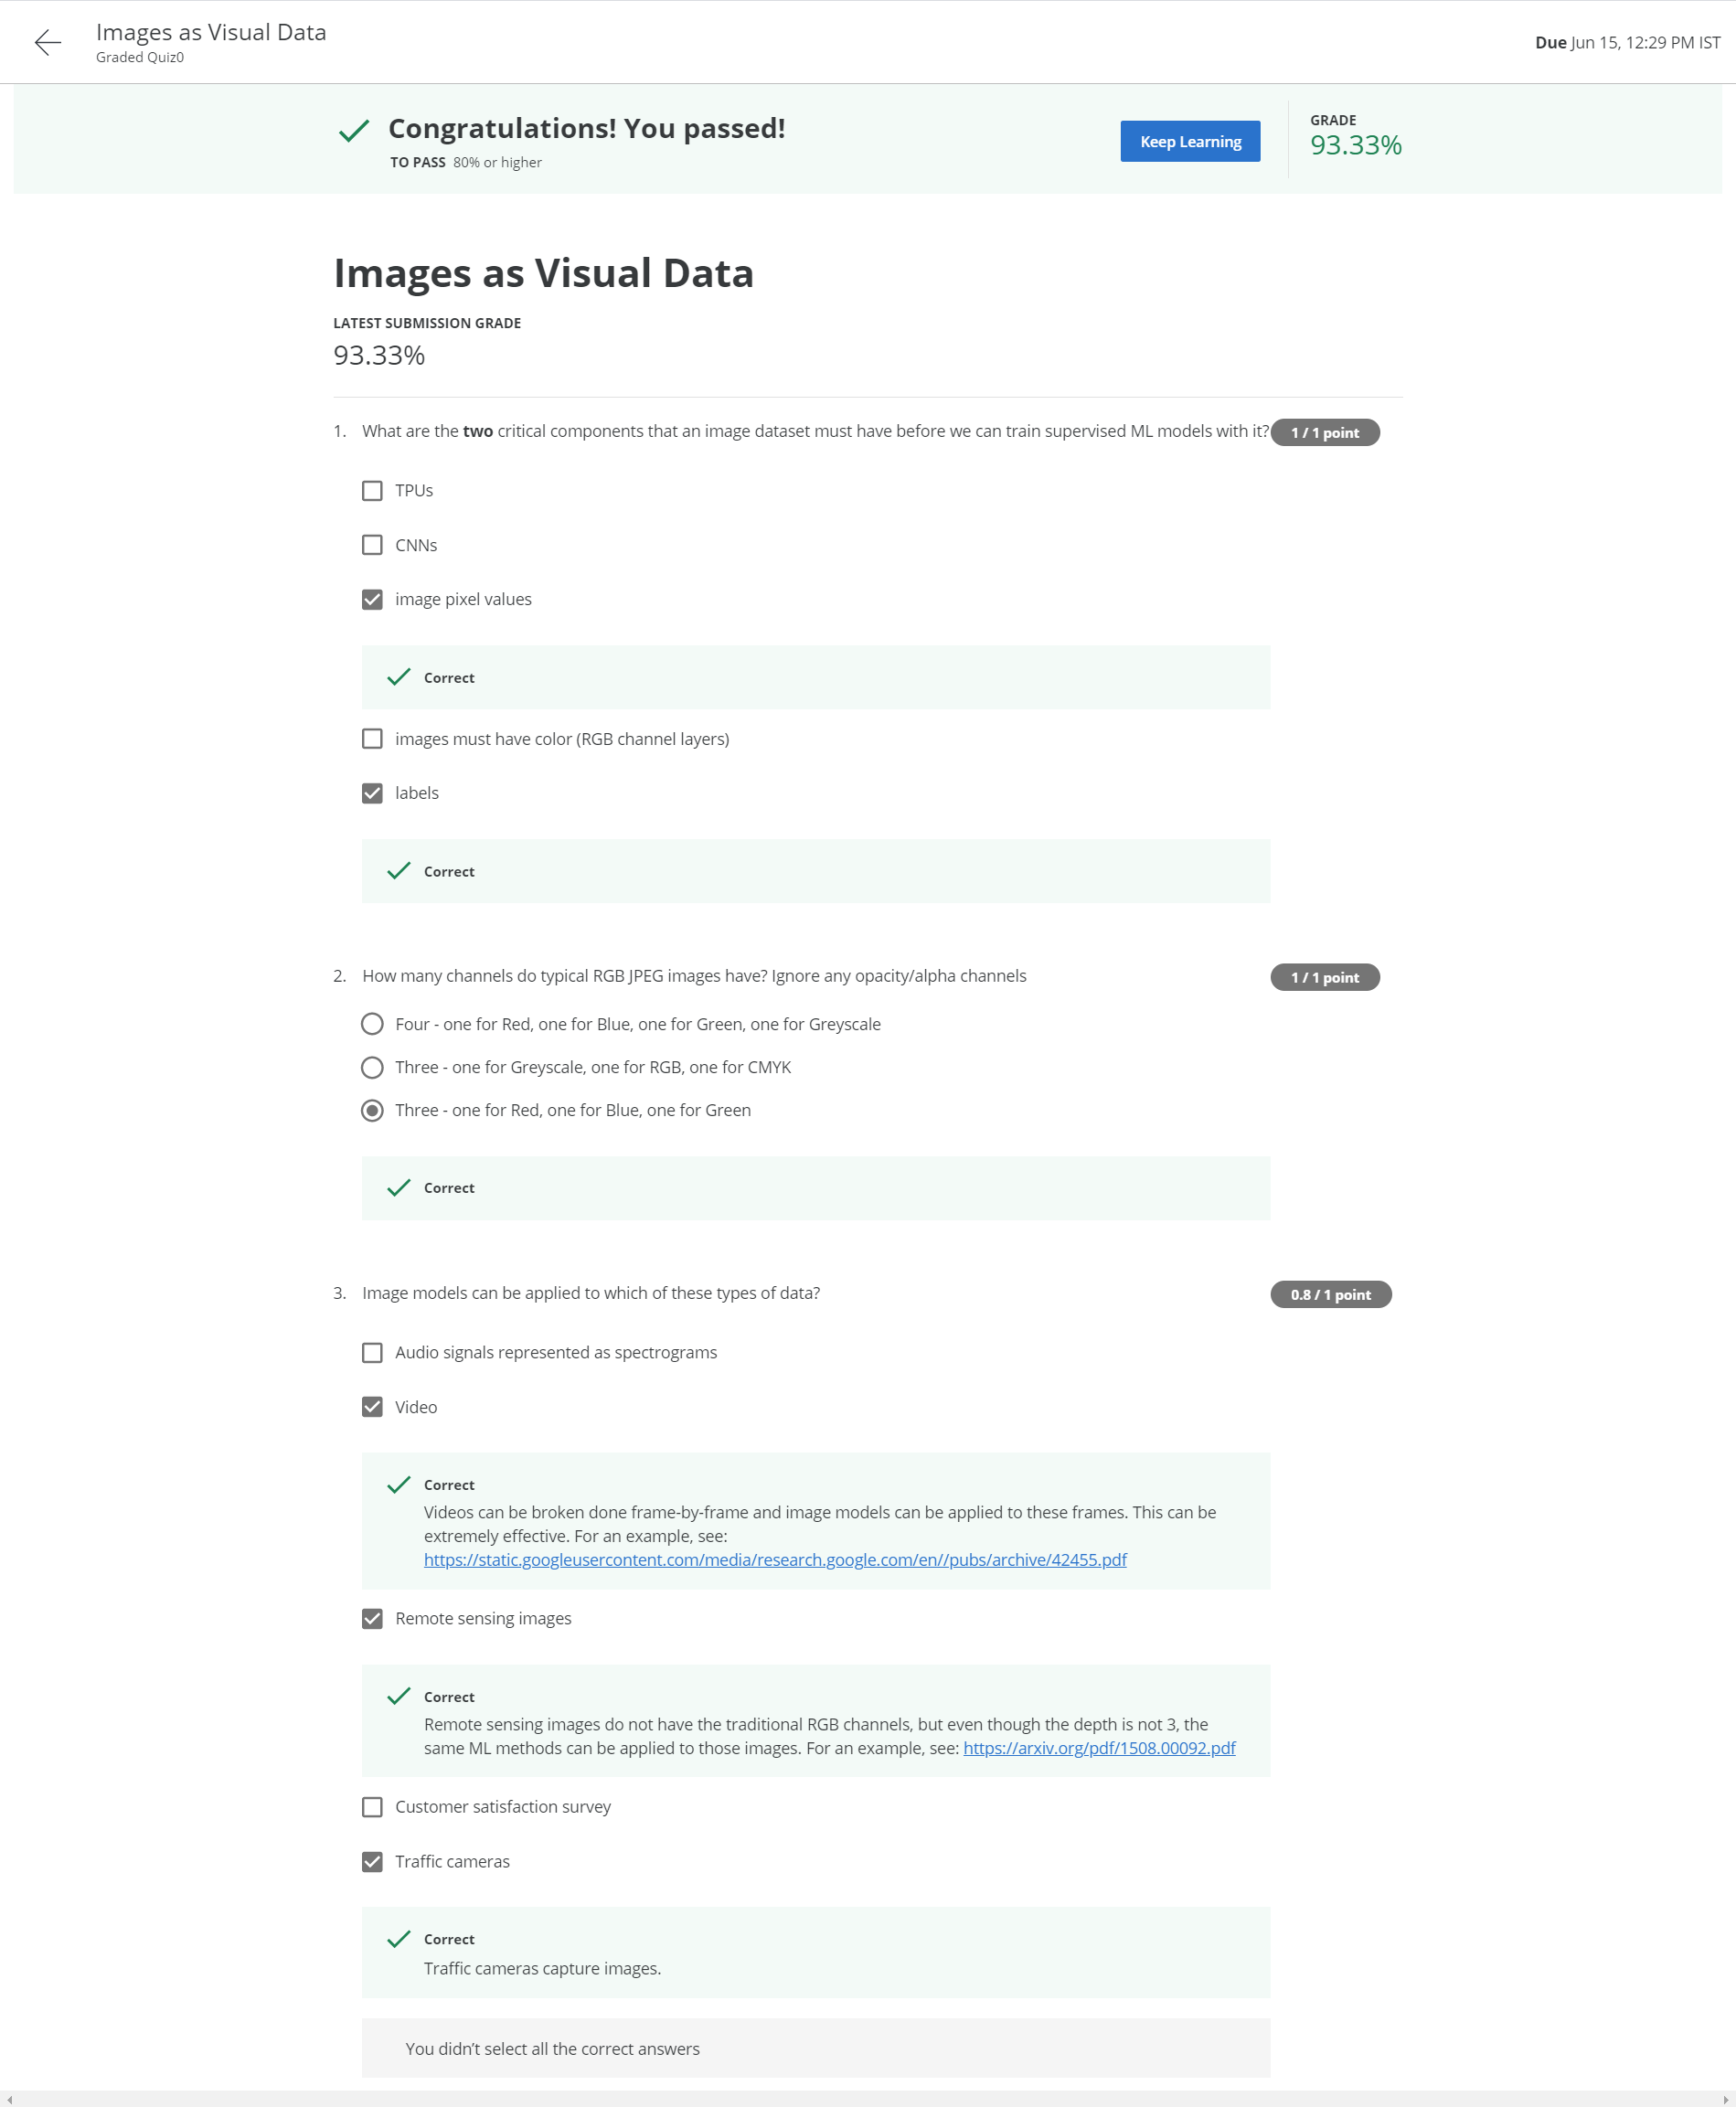 Images as Visual Data
Graded Quiz0
Due Jun 15, 12:29 PM IST
Congratulations! You passed!
TO PASS 80% or higher
Keep Learning
GRADE
93.33%
Images as Visual Data
LATEST SUBMISSION GRADE
93.33%
1. What are the two critical components that an image dataset must have before we can train supervised ML models with it?
1 / 1 point
TPUs
CNNs
image pixel values
Correct
images must have color (RGB channel layers)
labels
Correct
2. How many channels do typical RGB JPEG images have? Ignore any opacity/alpha channels
1 / 1 point
Four - one for Red, one for Blue, one for Green, one for Greyscale
Three - one for Greyscale, one for RGB, one for CMYK
Three - one for Red, one for Blue, one for Green
Correct
3. Image models can be applied to which of these types of data?
0.8 / 1 point
Audio signals represented as spectrograms
Video
Correct
Videos can be broken done frame-by-frame and image models can be applied to these frames. This can be
extremely effective. For an example, see:
https://static.googleusercontent.com/media/research.google.com/en//pubs/archive/42455.pdf
Remote sensing images
Correct
Remote sensing images do not have the traditional RGB channels, but even though the depth is not 3, the
same ML methods can be applied to those images. For an example, see: https://arxiv.org/pdf/1508.00092.pdf
Customer satisfaction survey
Traffic cameras
Correct
Traffic cameras capture images.
You didn’t select all the correct answers